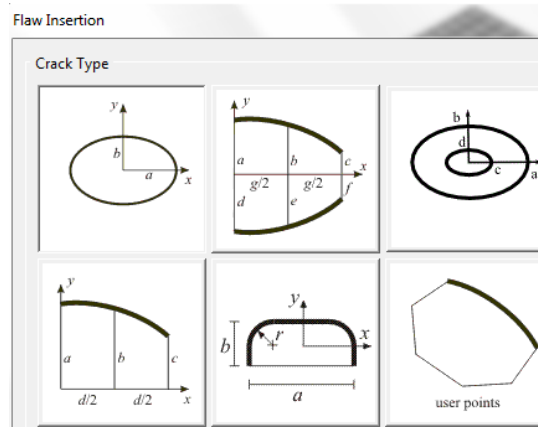 Flaw Insertion
Crack Type
y
b
a
x
y
a
b
c
x
g/2
g/2
f
d
e
b
d
c
a
y
a
b
c
d/2
d/2
x
y
b
r
x
a
user points